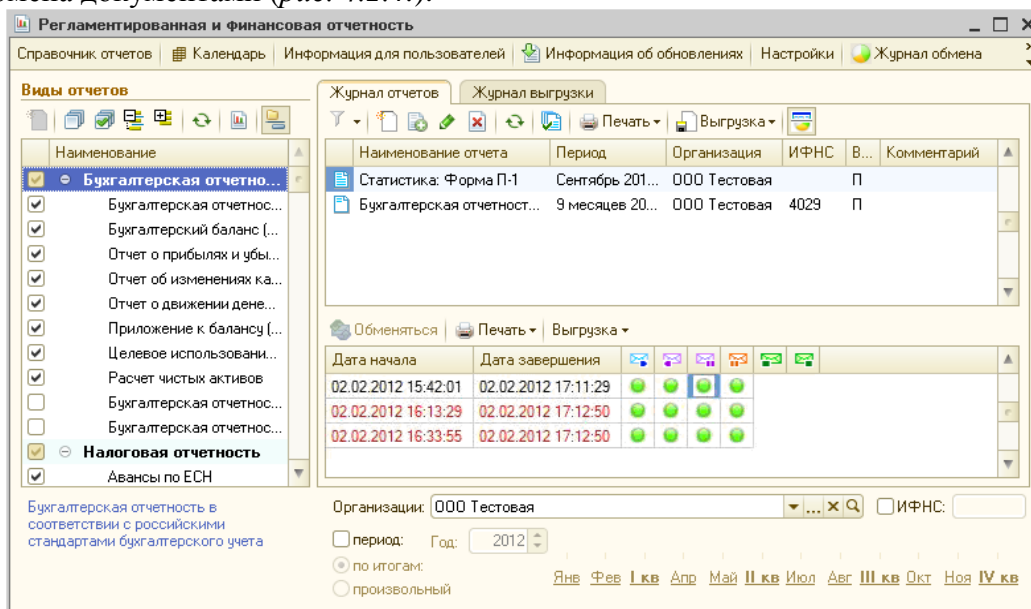 мена документами (рис. 4.2.4.).
Регламентированная и финансовая отчетность
Справочник отчетов Календарь Информация для пользователей Информация об обновлениях Настройки Журнал обмена
Виды отчетов
Журнал отчетов Журнал выгрузки
Печать Выгрузка
Наименование
Наименование отчета Период Организация ИФНС В... Комментарий
Бухгалтерская отчетно...
Статистика: Форма П-1 Сентябрь 201... ООО Тестовая П
Бухгалтерская отчетнос...
Бухгалтерская отчетност... 9 месяцев 20... ООО Тестовая 4029 П
Бухгалтерский баланс (...
Отчет о прибылях и убы...
Отчет об изменениях ка...
Отчет о движении дене...
Приложение к балансу (...
Обменяться Печать Выгрузка
Целевое использовани...
Дата начала Дата завершения
Расчет чистых активов
02.02.2012 15:42:01 02.02.2012 17:11:29
Бухгалтерская отчетнос...
02.02.2012 16:13:29 02.02.2012 17:12:50
Бухгалтерская отчетнос...
02.02.2012 16:33:55 02.02.2012 17:12:50
Налоговая отчетность
Авансы по ЕСН
Бухгалтерская отчетность в
соответствии с российскими
стандартами бухгалтерского учета
Организации: ООО Тестовая ... ИФНС:
период: Год: 2012
по итогам:
произвольный
Янв Фев I кв Апр Май II кв Июл Авг III кв Окт Ноя IV кв